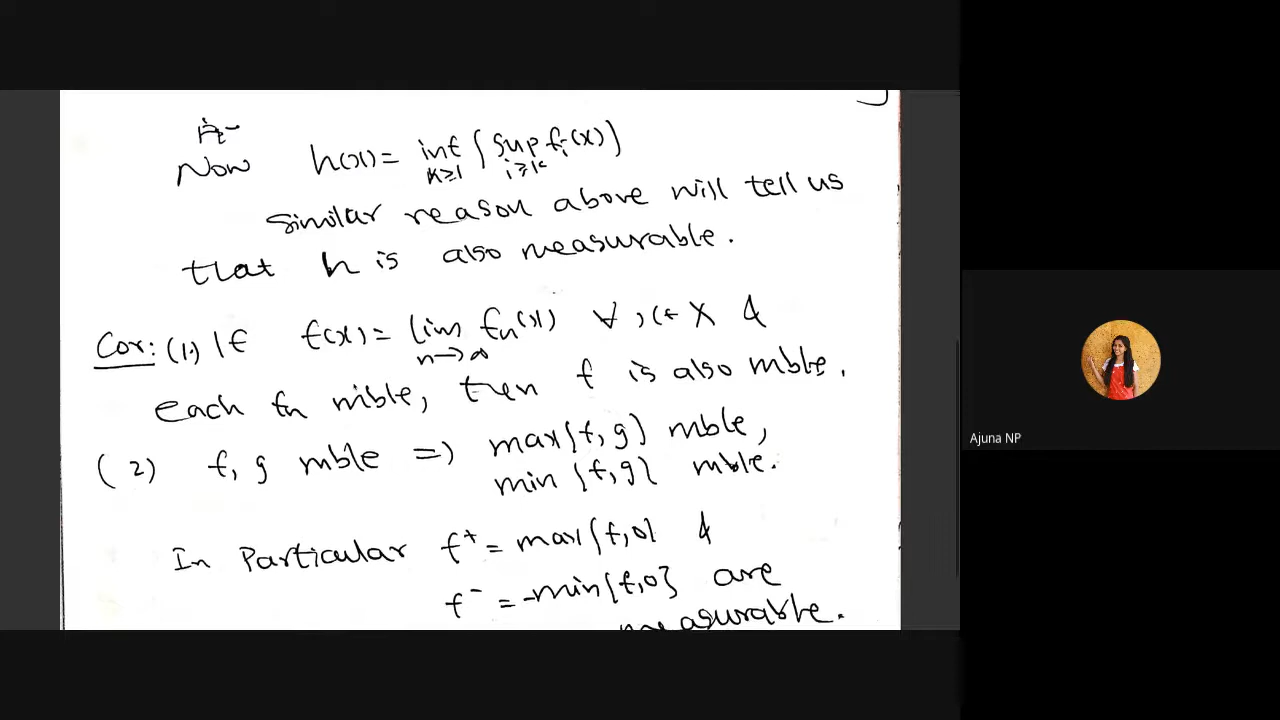 Now h(x) = inf { sup fi(x) }
k≥1 i≥k
Similar reason above will tell us
that h is also measurable.
Cor: (1.) If f(x) = lim fn(x) ∀ x ∈ X &
n→∞
each fn mble, then f is also mble.
(2) f, g mble => max{f, g} mble,
min {f, g} mble.
In Particular f⁺ = max{f, 0} &
f⁻ = -min{f, 0} are
measurable.
Ajuna NP